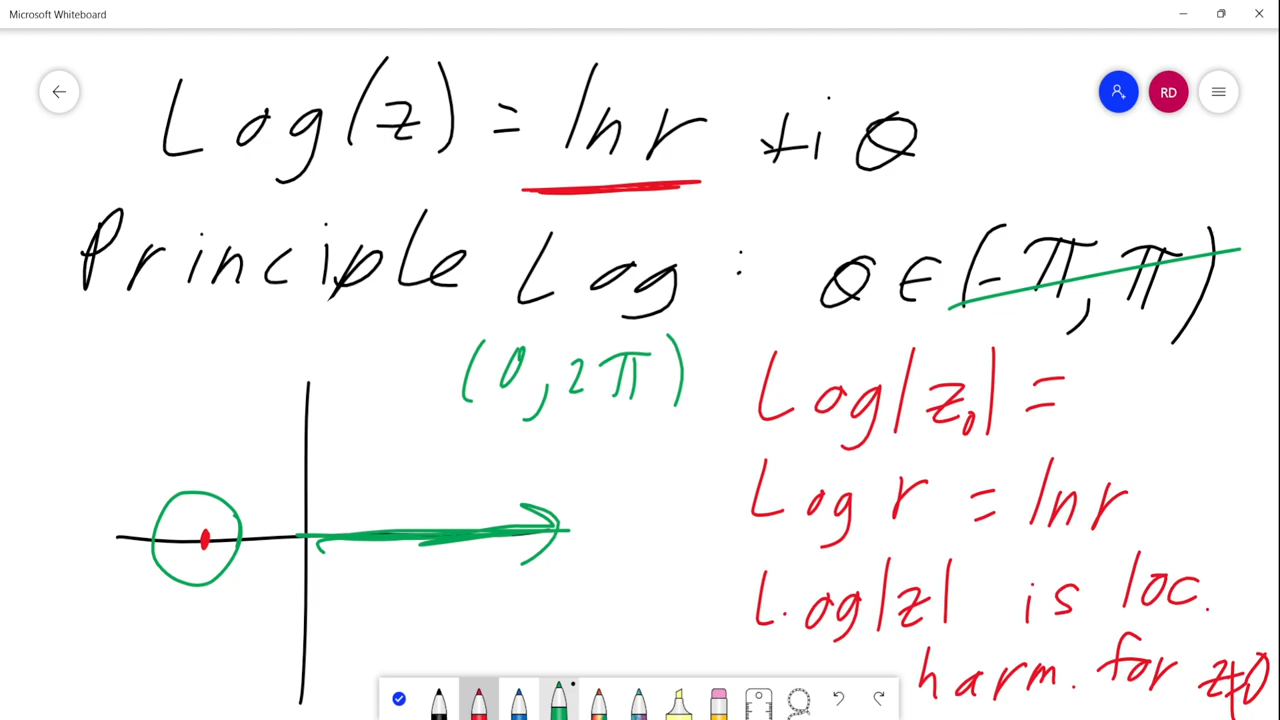 Microsoft Whiteboard
RD
Log(z) = ln r + i θ
Principle Log : θ ∈ (-π, π)
(0, 2π)
Log|z₀| =
Log r = ln r
Log|z| is loc.
harm. for z≠0